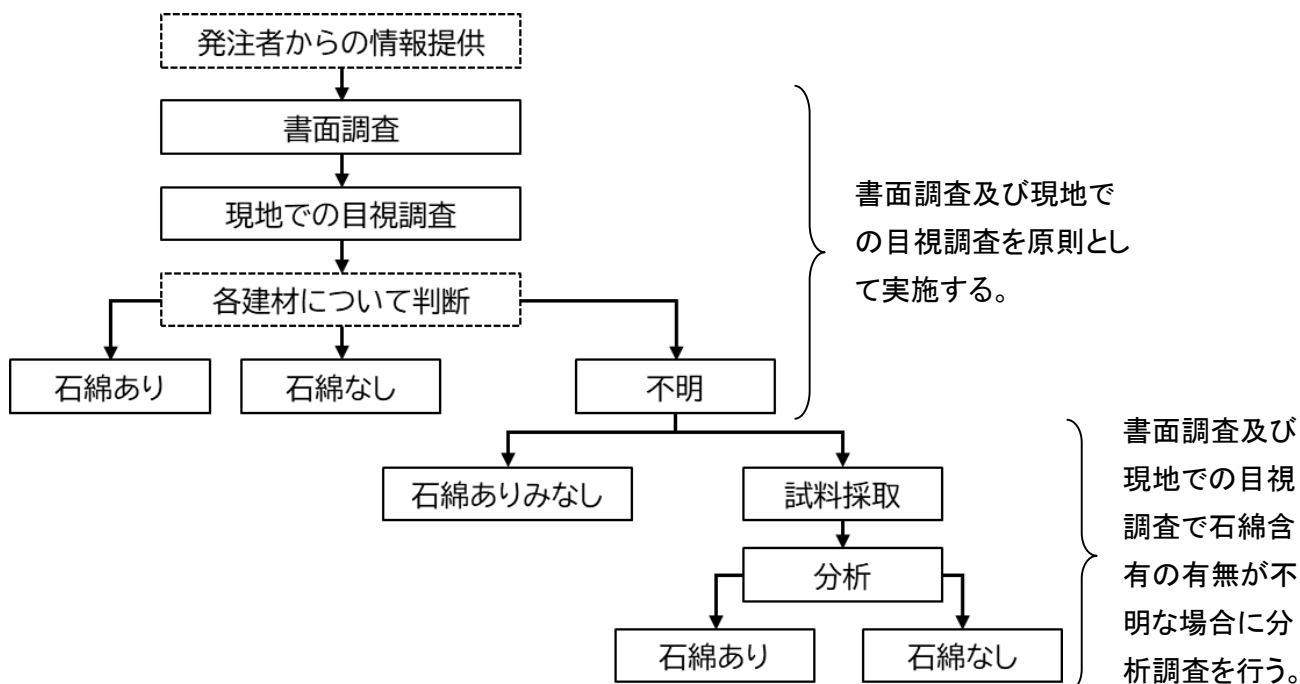 発注者からの情報提供
書面調査
現地での目視調査
各建材について判断
石綿あり
石綿なし
不明
書面調査及び現地で
の目視調査を原則とし
て実施する。
石綿ありみなし
試料採取
分析
石綿あり
石綿なし
書面調査及び
現地での目視
調査で石綿含
有の有無が不
明な場合に分
析調査を行う。